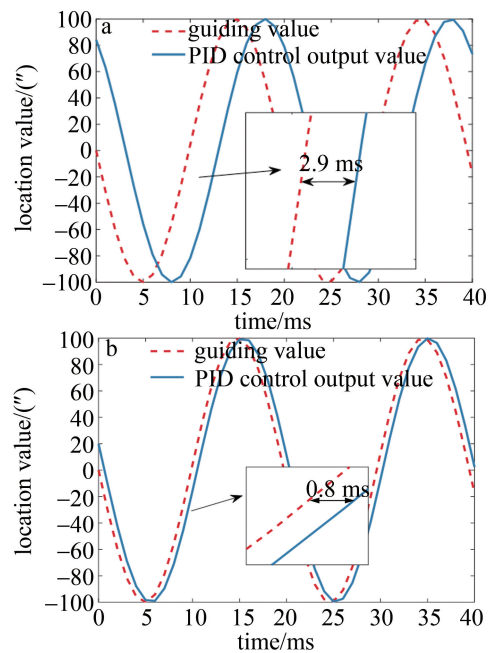 a
guiding value
PID control output value
100
80
60
40
20
0
−20
−40
−60
−80
−100
location value/(″)
2.9 ms
0 5 10 15 20 25 30 35 40
time/ms
b
guiding value
PID control output value
100
80
60
40
20
0
−20
−40
−60
−80
−100
location value/(″)
0.8 ms
0 5 10 15 20 25 30 35 40
time/ms